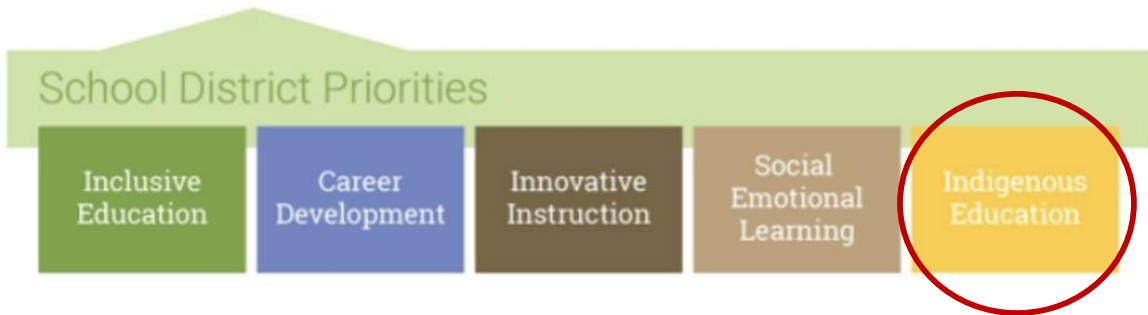 School District Priorities
Inclusive
Education
Career
Development
Innovative
Instruction
Social
Emotional
Learning
Indigenous
Education